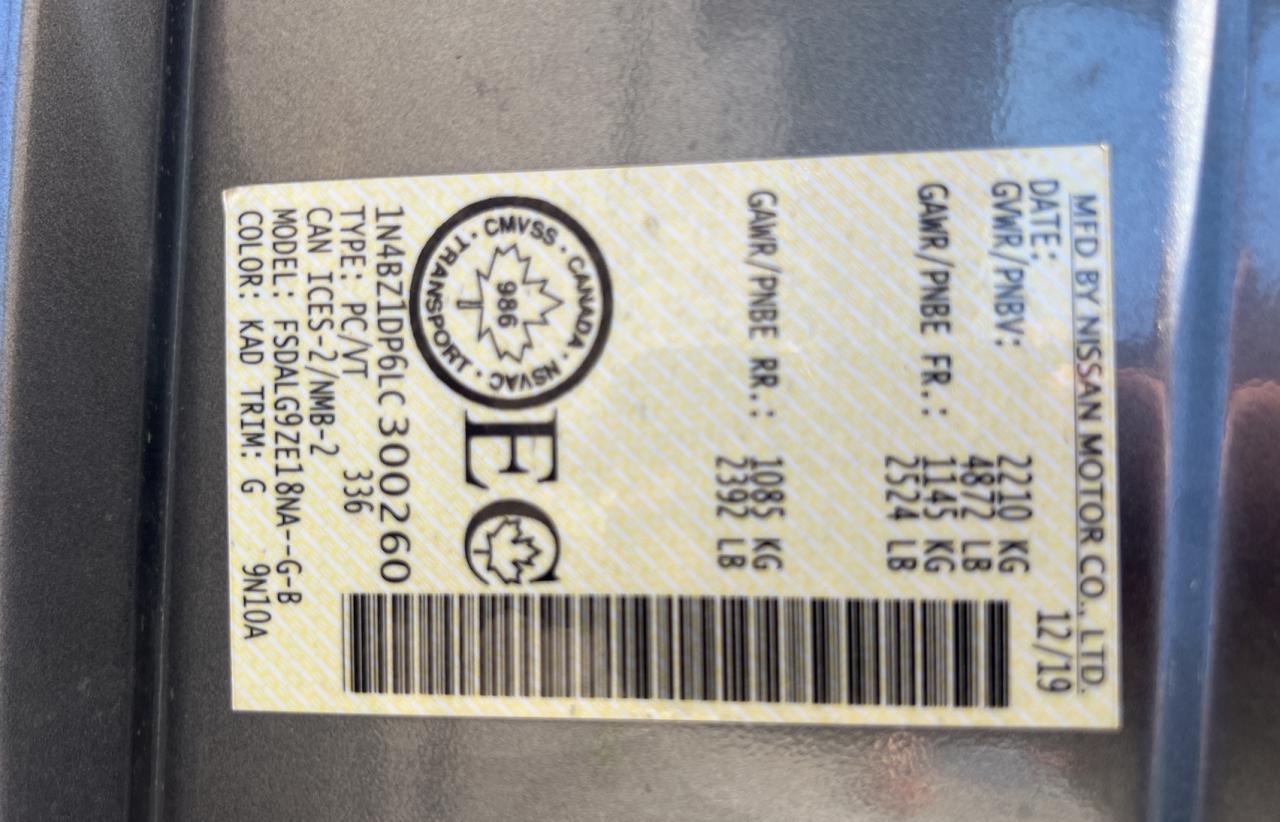 MFD BY NISSAN MOTOR CO., LTD.
DATE: 12/19
GVWR/PNBV: 2210 KG
4872 LB
GAWR/PNBE FR.: 1145 KG
2524 LB
GAWR/PNBE RR.: 1085 KG
2392 LB
CMVSS · CANADA · NSVAC · TRANSPORT ·
986
EC
1N4BZ1DP6LC300260
TYPE: PC/VT 336
CAN ICES-2/NMB-2
MODEL: FSDALG9ZE18NA--G-B
COLOR: KAD TRIM: G 9N10A